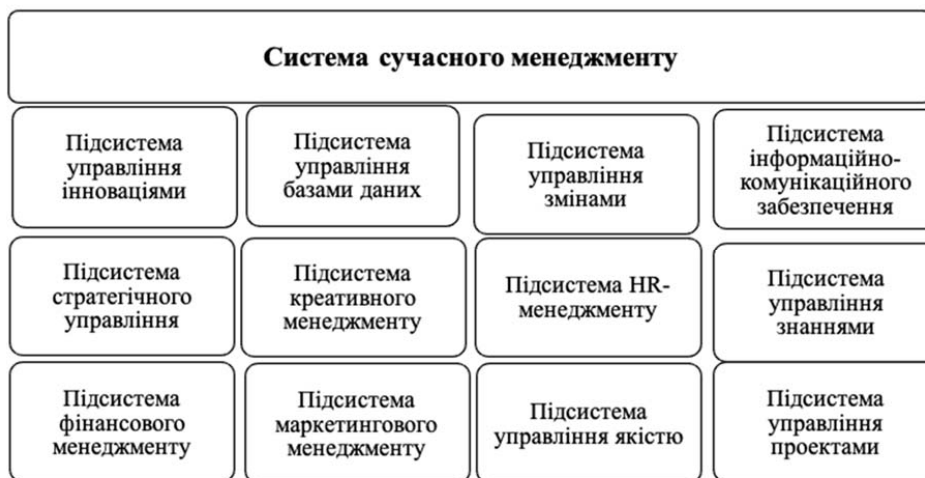 Система сучасного менеджменту
Підсистема
управління
інноваціями
Підсистема
управління
базами даних
Підсистема
управління
змінами
Підсистема
інформаційно-
комунікаційного
забезпечення
Підсистема
стратегічного
управління
Підсистема
креативного
менеджменту
Підсистема HR-
менеджменту
Підсистема
управління
знаннями
Підсистема
фінансового
менеджменту
Підсистема
маркетингового
менеджменту
Підсистема
управління якістю
Підсистема
управління
проектами